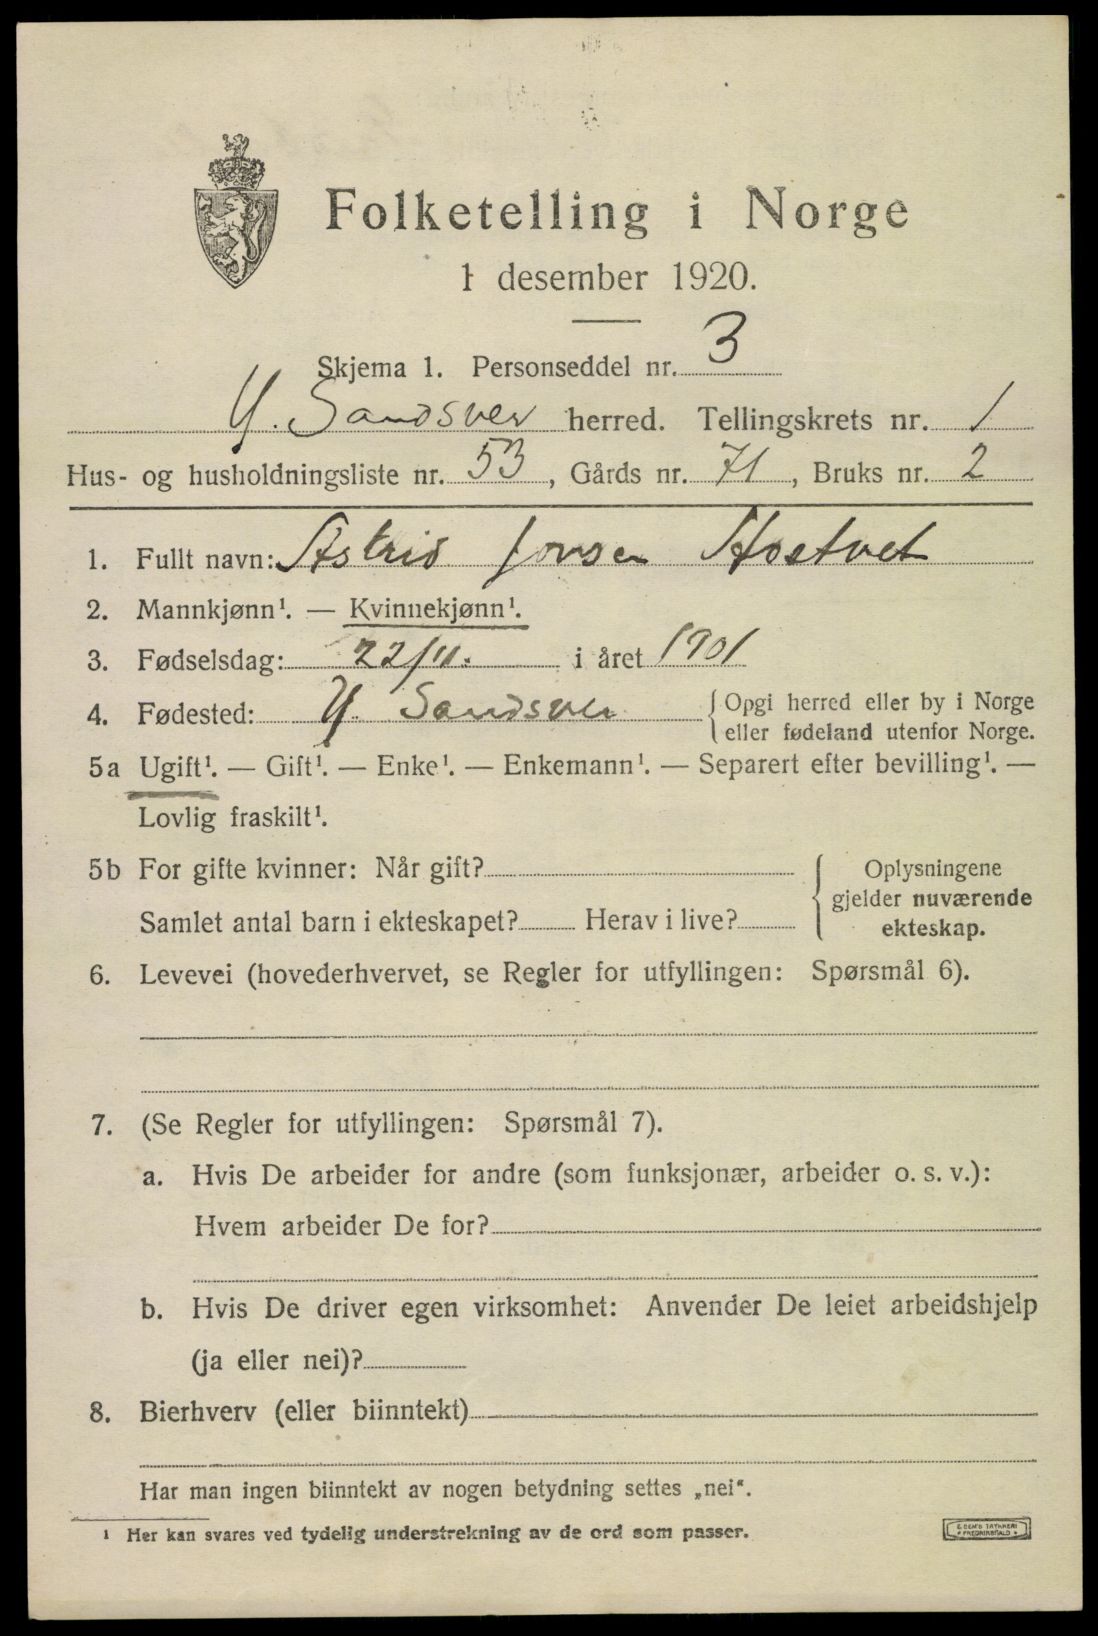 Folketelling i Norge
1 desember 1920.
Skjema 1. Personseddel nr. 3
Y. Sandsver herred. Tellingskrets nr. 1
Hus- og husholdningsliste nr. 53, Gårds nr. 71, Bruks nr. 2
1. Fullt navn: Astrid Jonsen Hostvet
2. Mannkjønn¹. — Kvinnekjønn¹.
3. Fødselsdag: 22/11. i året 1901
4. Fødested: Y. Sandsver {Opgi herred eller by i Norge
eller fødeland utenfor Norge.
5a Ugift¹. — Gift¹. — Enke¹. — Enkemann¹. — Separert efter bevilling¹. —
Lovlig fraskilt¹.
5b For gifte kvinner: Når gift? { Oplysningene
gjelder nuværende
Samlet antal barn i ekteskapet? Herav i live? ekteskap.
6. Levevei (hovederhvervet, se Regler for utfyllingen: Spørsmål 6).
7. (Se Regler for utfyllingen: Spørsmål 7).
a. Hvis De arbeider for andre (som funksjonær, arbeider o. s. v.):
Hvem arbeider De for?
b. Hvis De driver egen virksomhet: Anvender De leiet arbeidshjelp
(ja eller nei)?
8. Bierhverv (eller biinntekt)
Har man ingen biinntekt av nogen betydning settes „nei“.
¹ Her kan svares ved tydelig understrekning av de ord som passer.